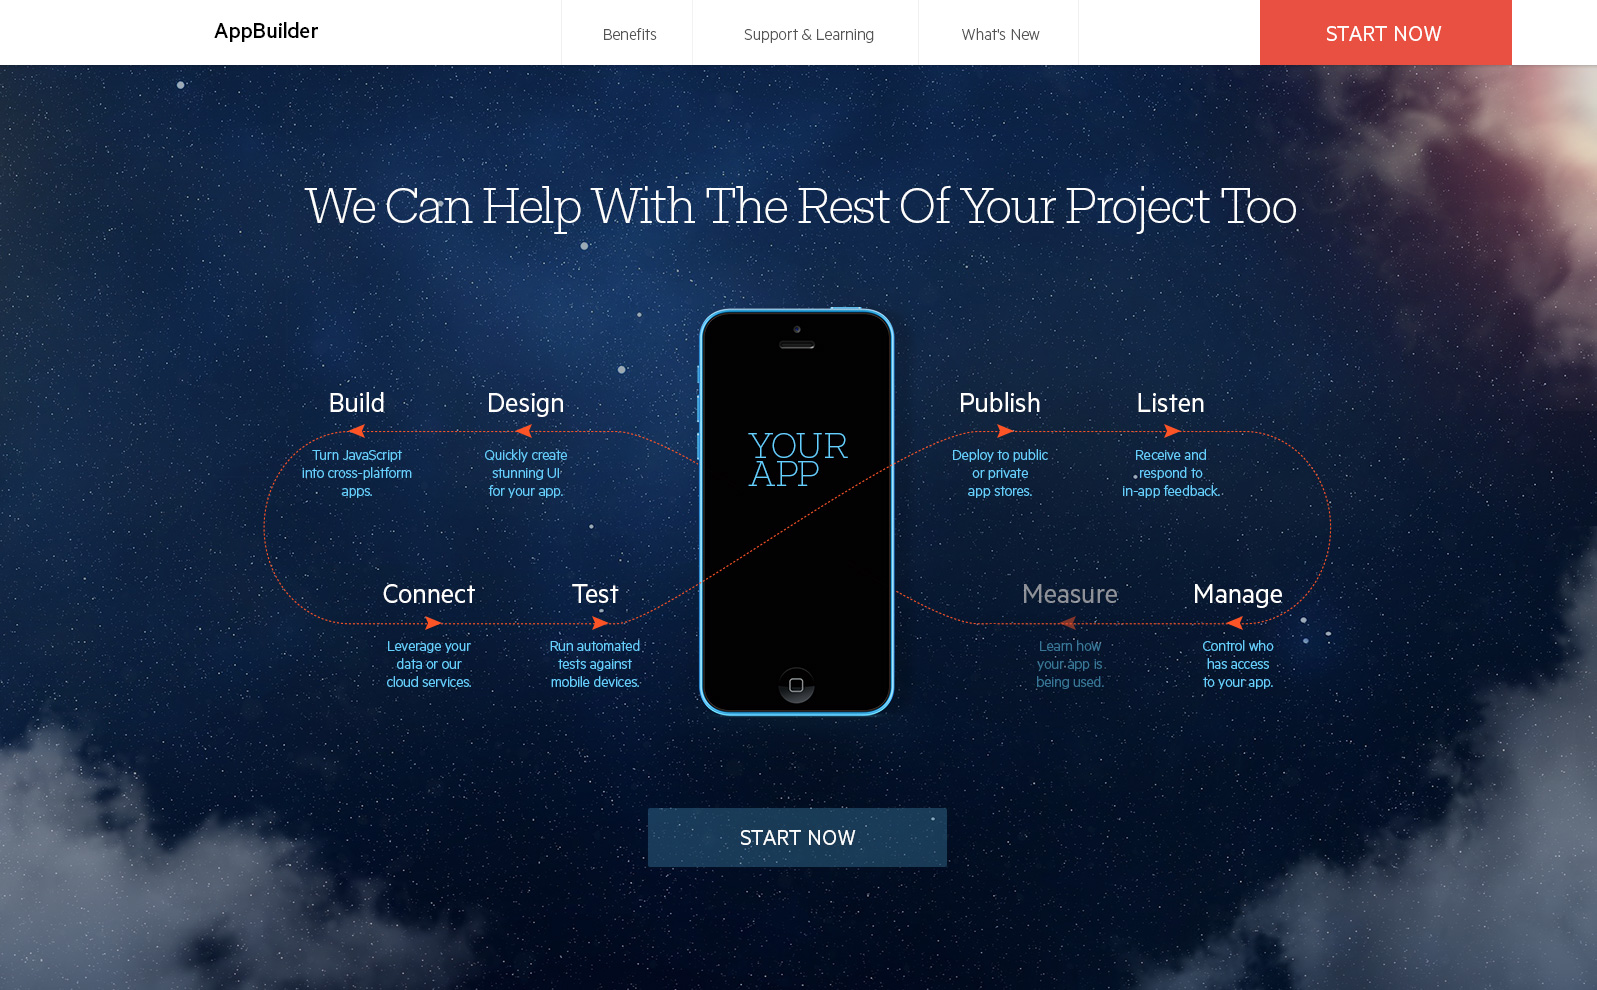 AppBuilder
Benefits
Support & Learning
What's New
START NOW
We Can Help With The Rest Of Your Project Too
Build
Turn JavaScript
into cross-platform
apps.
Design
Quickly create
stunning UI
for your app.
YOUR
APP
Publish
Deploy to public
or private
app stores.
Listen
Receive and
respond to
in-app feedback.
Connect
Leverage your
data or our
cloud services.
Test
Run automated
tests against
mobile devices.
Measure
Learn how
your app is
being used.
Manage
Control who
has access
to your app.
START NOW